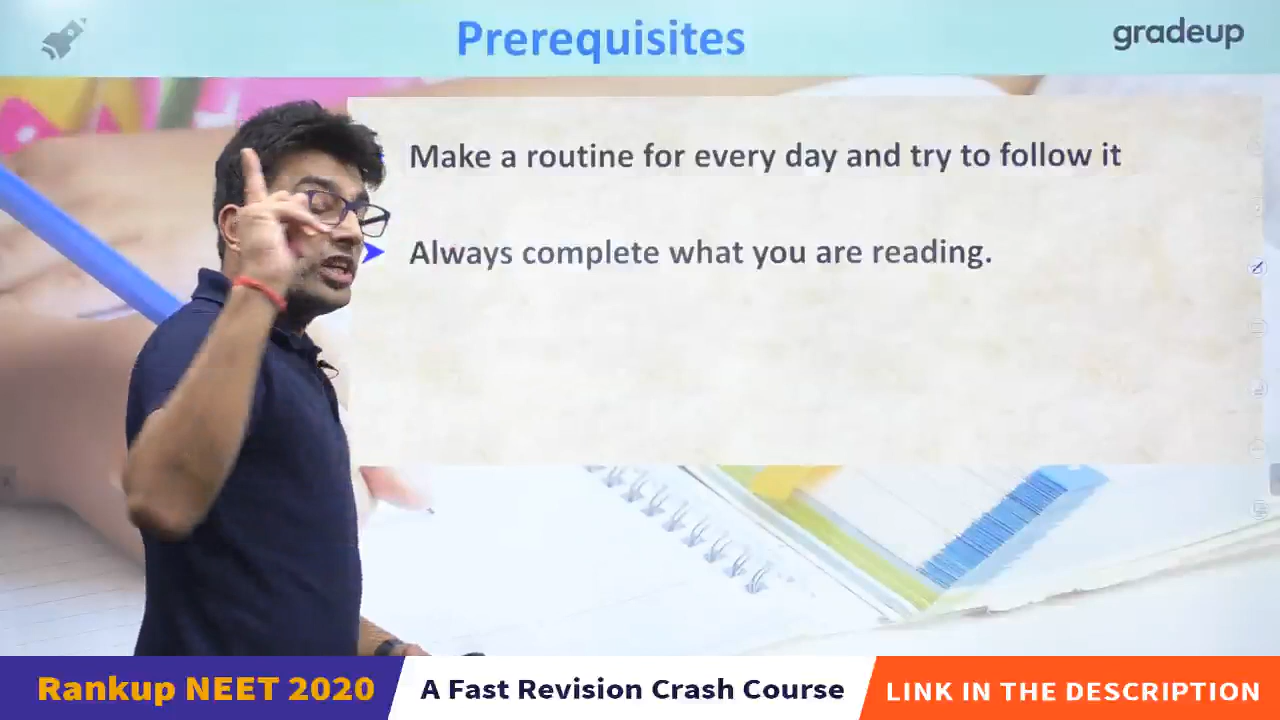 Prerequisites
gradeup
Make a routine for every day and try to follow it
Always complete what you are reading.
Rankup NEET 2020
A Fast Revision Crash Course
LINK IN THE DESCRIPTION